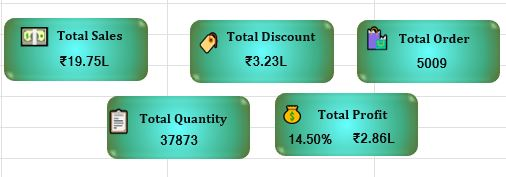 Total Sales
₹19.75L
Total Discount
₹3.23L
Total Order
5009
Total Quantity
37873
Total Profit
14.50% ₹2.86L